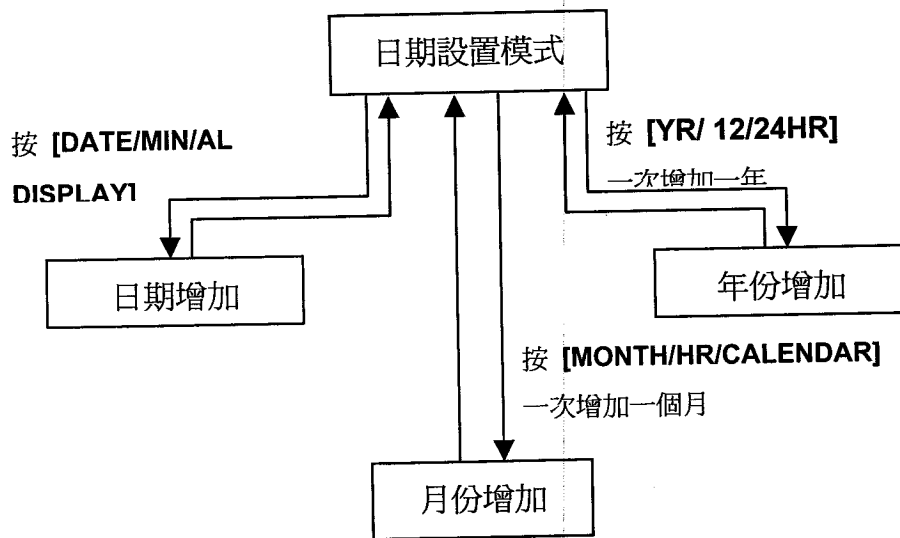 日期設置模式
按 [DATE/MIN/AL
DISPLAY]
按 [YR/ 12/24HR]
一次增加一年
日期增加
年份增加
按 [MONTH/HR/CALENDAR]
一次增加一個月
月份增加